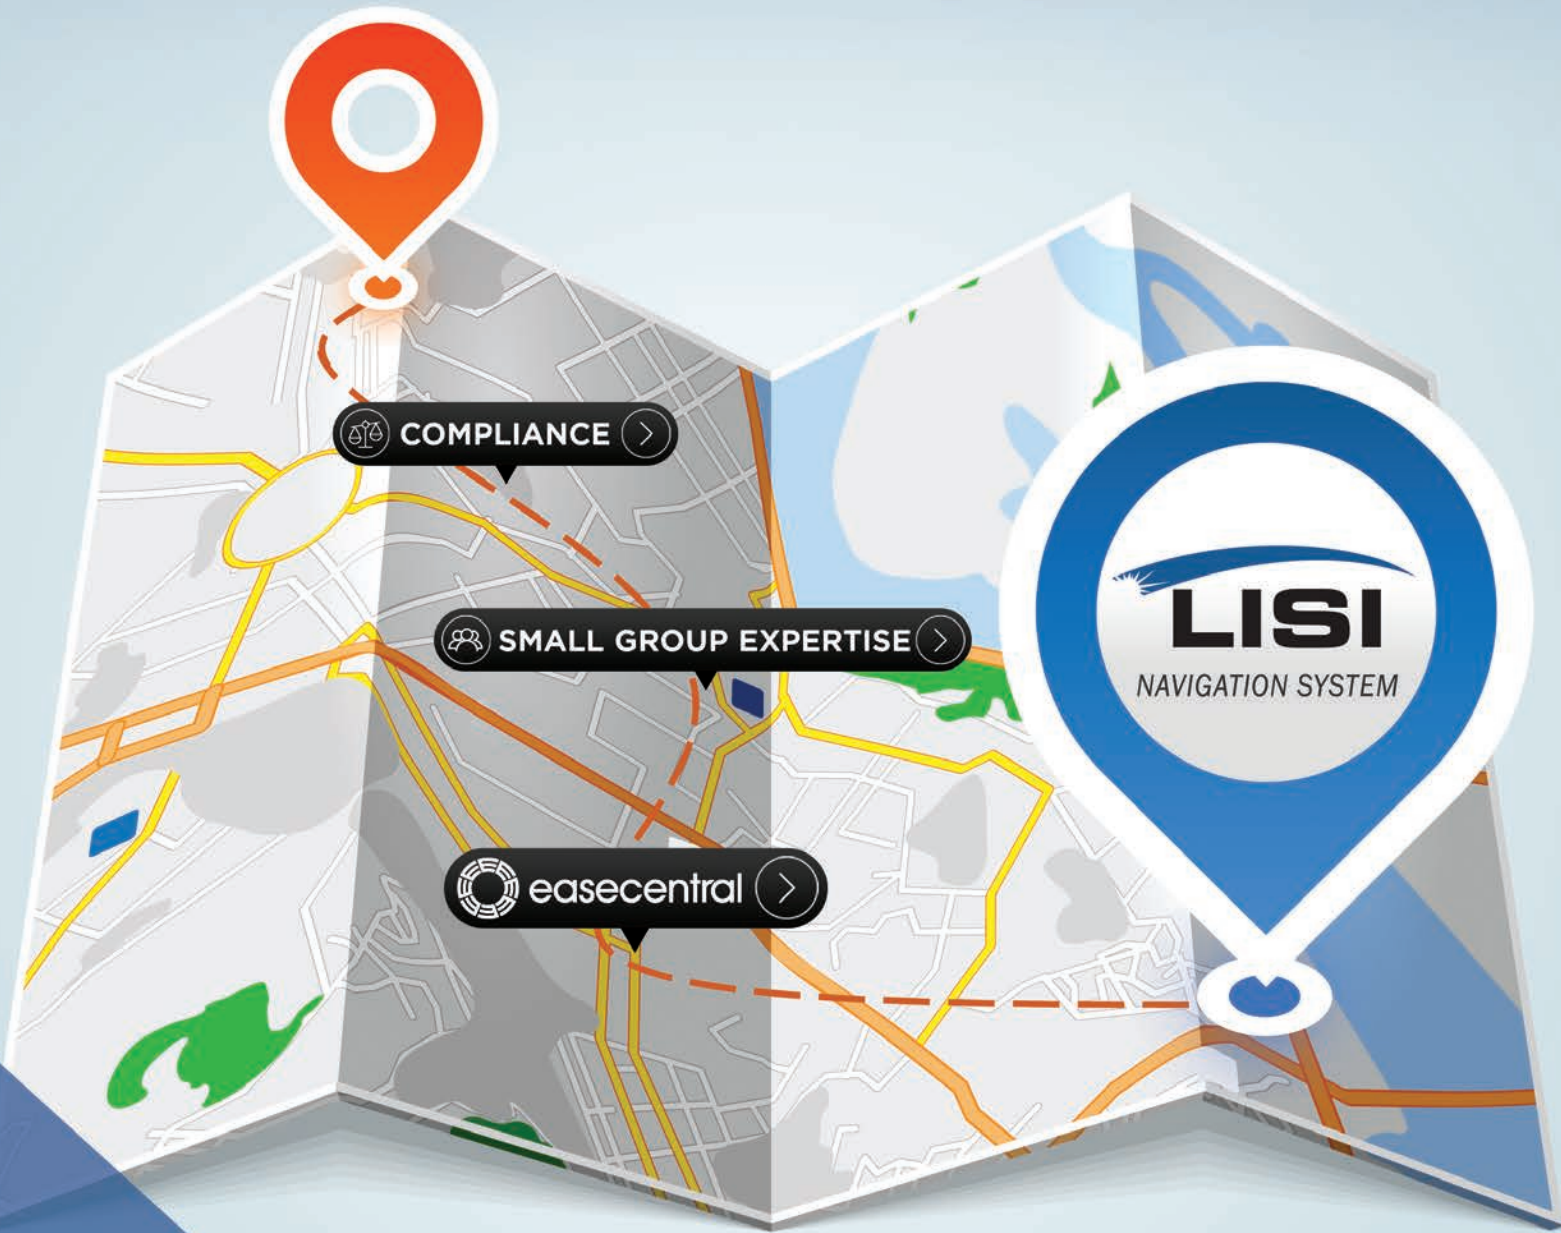 COMPLIANCE
SMALL GROUP EXPERTISE
easecentral
LISI
NAVIGATION SYSTEM